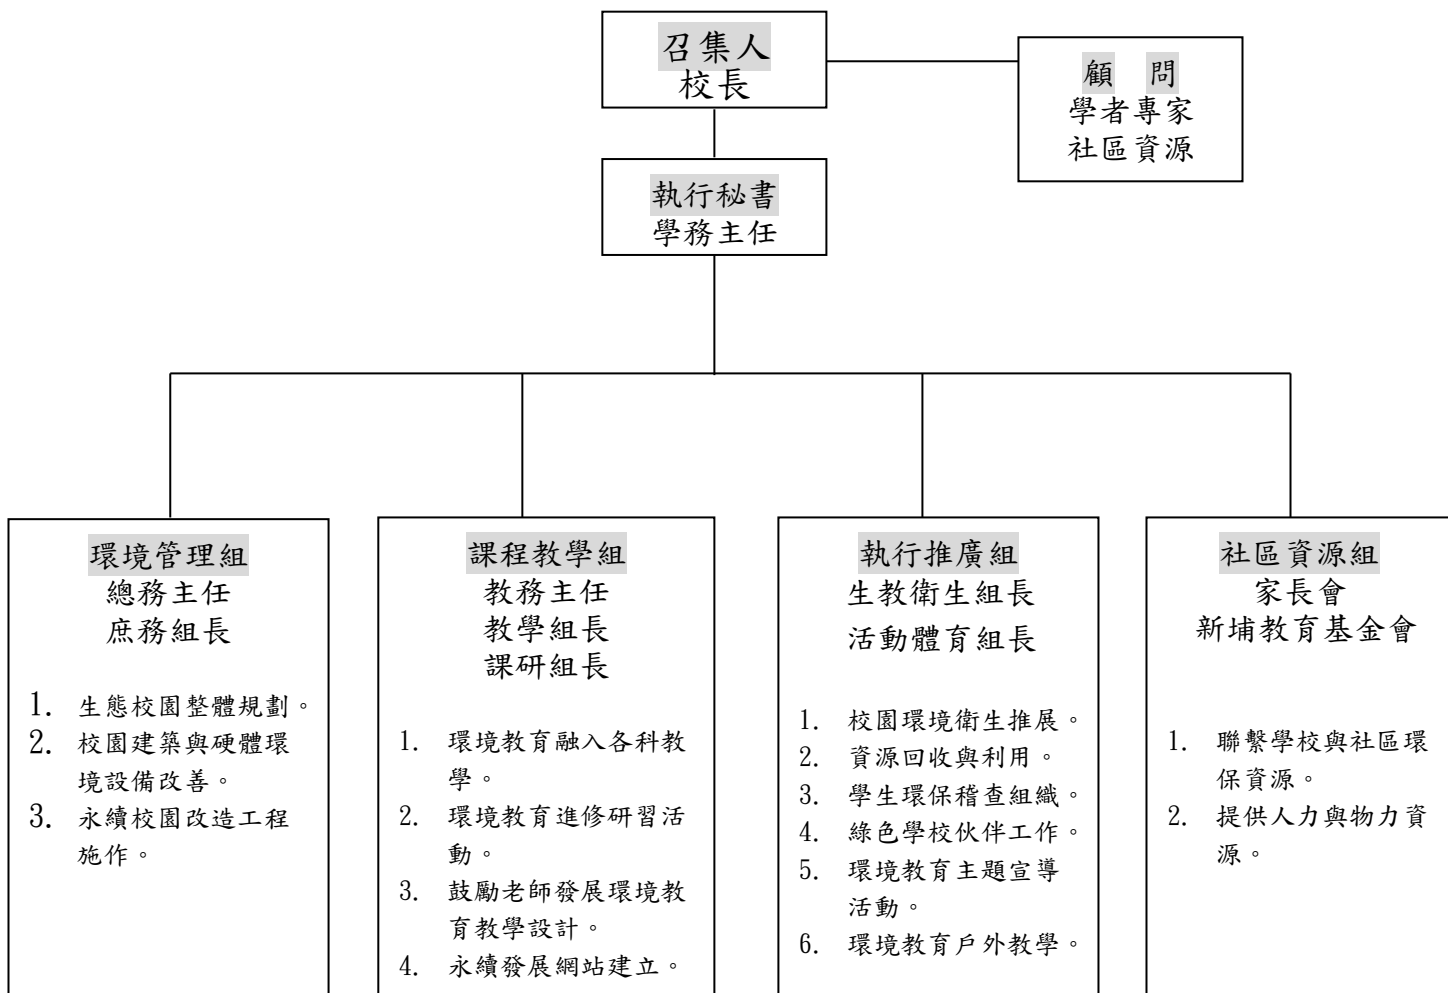 召集人
校長
顧　問
學者專家
社區資源
執行秘書
學務主任
環境管理組
總務主任
庶務組長
1. 生態校園整體規劃。
2. 校園建築與硬體環
境設備改善。
3. 永續校園改造工程
施作。
課程教學組
教務主任
教學組長
課研組長
1. 環境教育融入各科教
學。
2. 環境教育進修研習活
動。
3. 鼓勵老師發展環境教
育教學設計。
4. 永續發展網站建立。
執行推廣組
生教衛生組長
活動體育組長
1. 校園環境衛生推展。
2. 資源回收與利用。
3. 學生環保稽查組織。
4. 綠色學校伙伴工作。
5. 環境教育主題宣導
活動。
6. 環境教育戶外教學。
社區資源組
家長會
新埔教育基金會
1. 聯繫學校與社區環
保資源。
2. 提供人力與物力資
源。